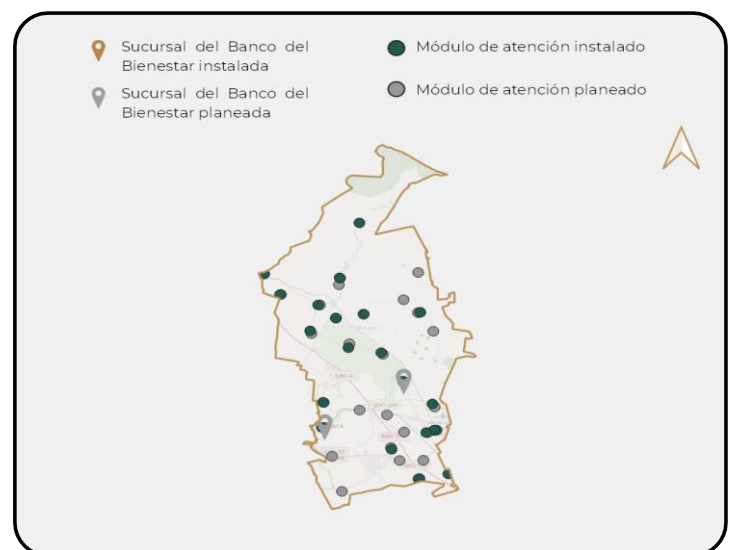 Sucursal del Banco del
Bienestar instalada
Sucursal del Banco del
Bienestar planeada
Módulo de atención instalado
Módulo de atención planeado